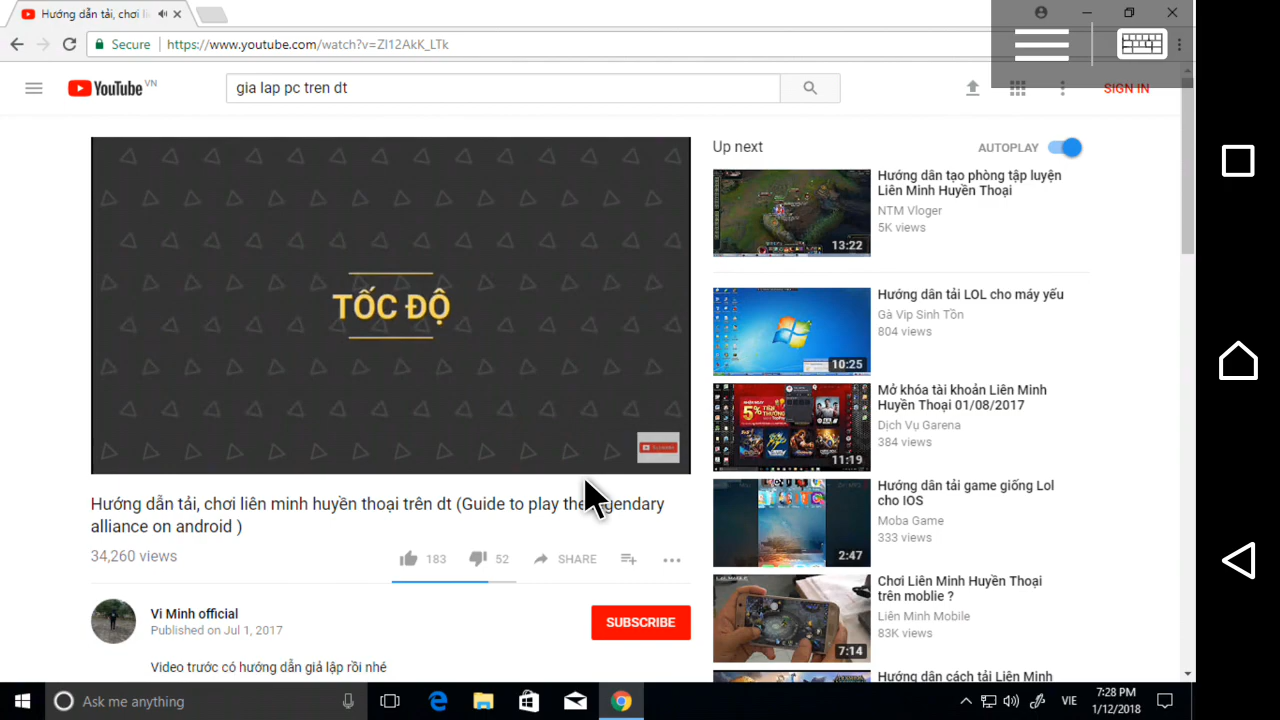 Hướng dẫn tải, chơi li
Secure
https://www.youtube.com/watch?v=ZI12AkK_LTk
YouTube VN
gia lap pc tren dt
SIGN IN
TỐC ĐỘ
Hướng dẫn tải, chơi liên minh huyền thoại trên dt (Guide to play the legendary
alliance on android )
34,260 views
183
52
SHARE
Vi Minh official
Published on Jul 1, 2017
SUBSCRIBE
Video trước có hướng dẫn giả lập rồi nhé
Up next
AUTOPLAY
Hướng dẫn tạo phòng tập luyện
Liên Minh Huyền Thoại
NTM Vloger
5K views
13:22
Hướng dẫn tải LOL cho máy yếu
Gà Vip Sinh Tồn
804 views
10:25
Mở khóa tài khoản Liên Minh
Huyền Thoại 01/08/2017
Dịch Vụ Garena
384 views
11:19
Hướng dẫn tải game giống Lol
cho IOS
Moba Game
333 views
2:47
Chơi Liên Minh Huyền Thoại
trên moblie ?
Liên Minh Mobile
83K views
7:14
Hướng dẫn cách tải Liên Minh
Ask me anything
VIE
7:28 PM
1/12/2018